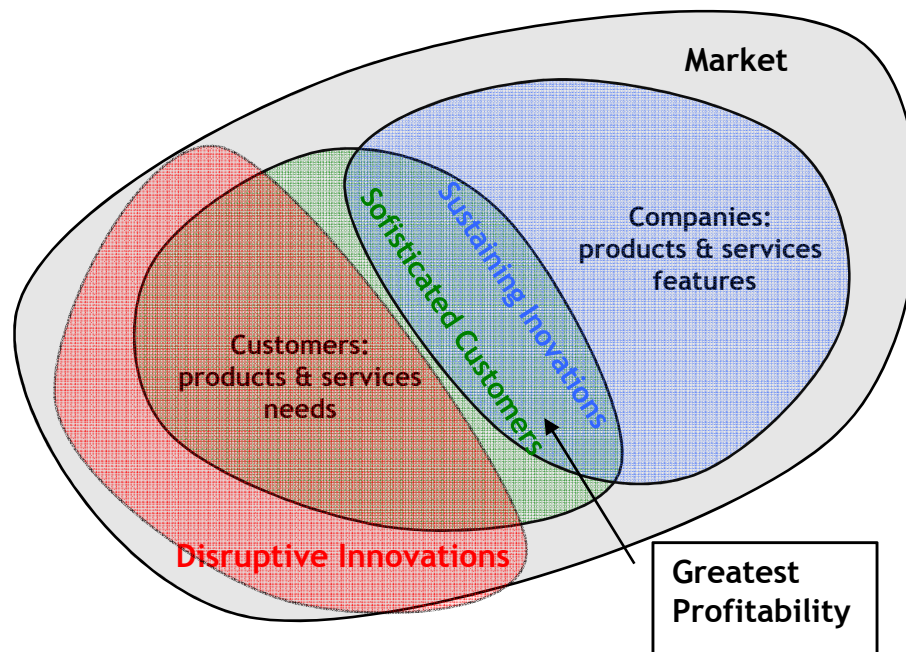 Market
Companies:
products & services
features
Sustaining Inovations
Sofisticated Customers
Customers:
products & services
needs
Disruptive Innovations
Greatest
Profitability